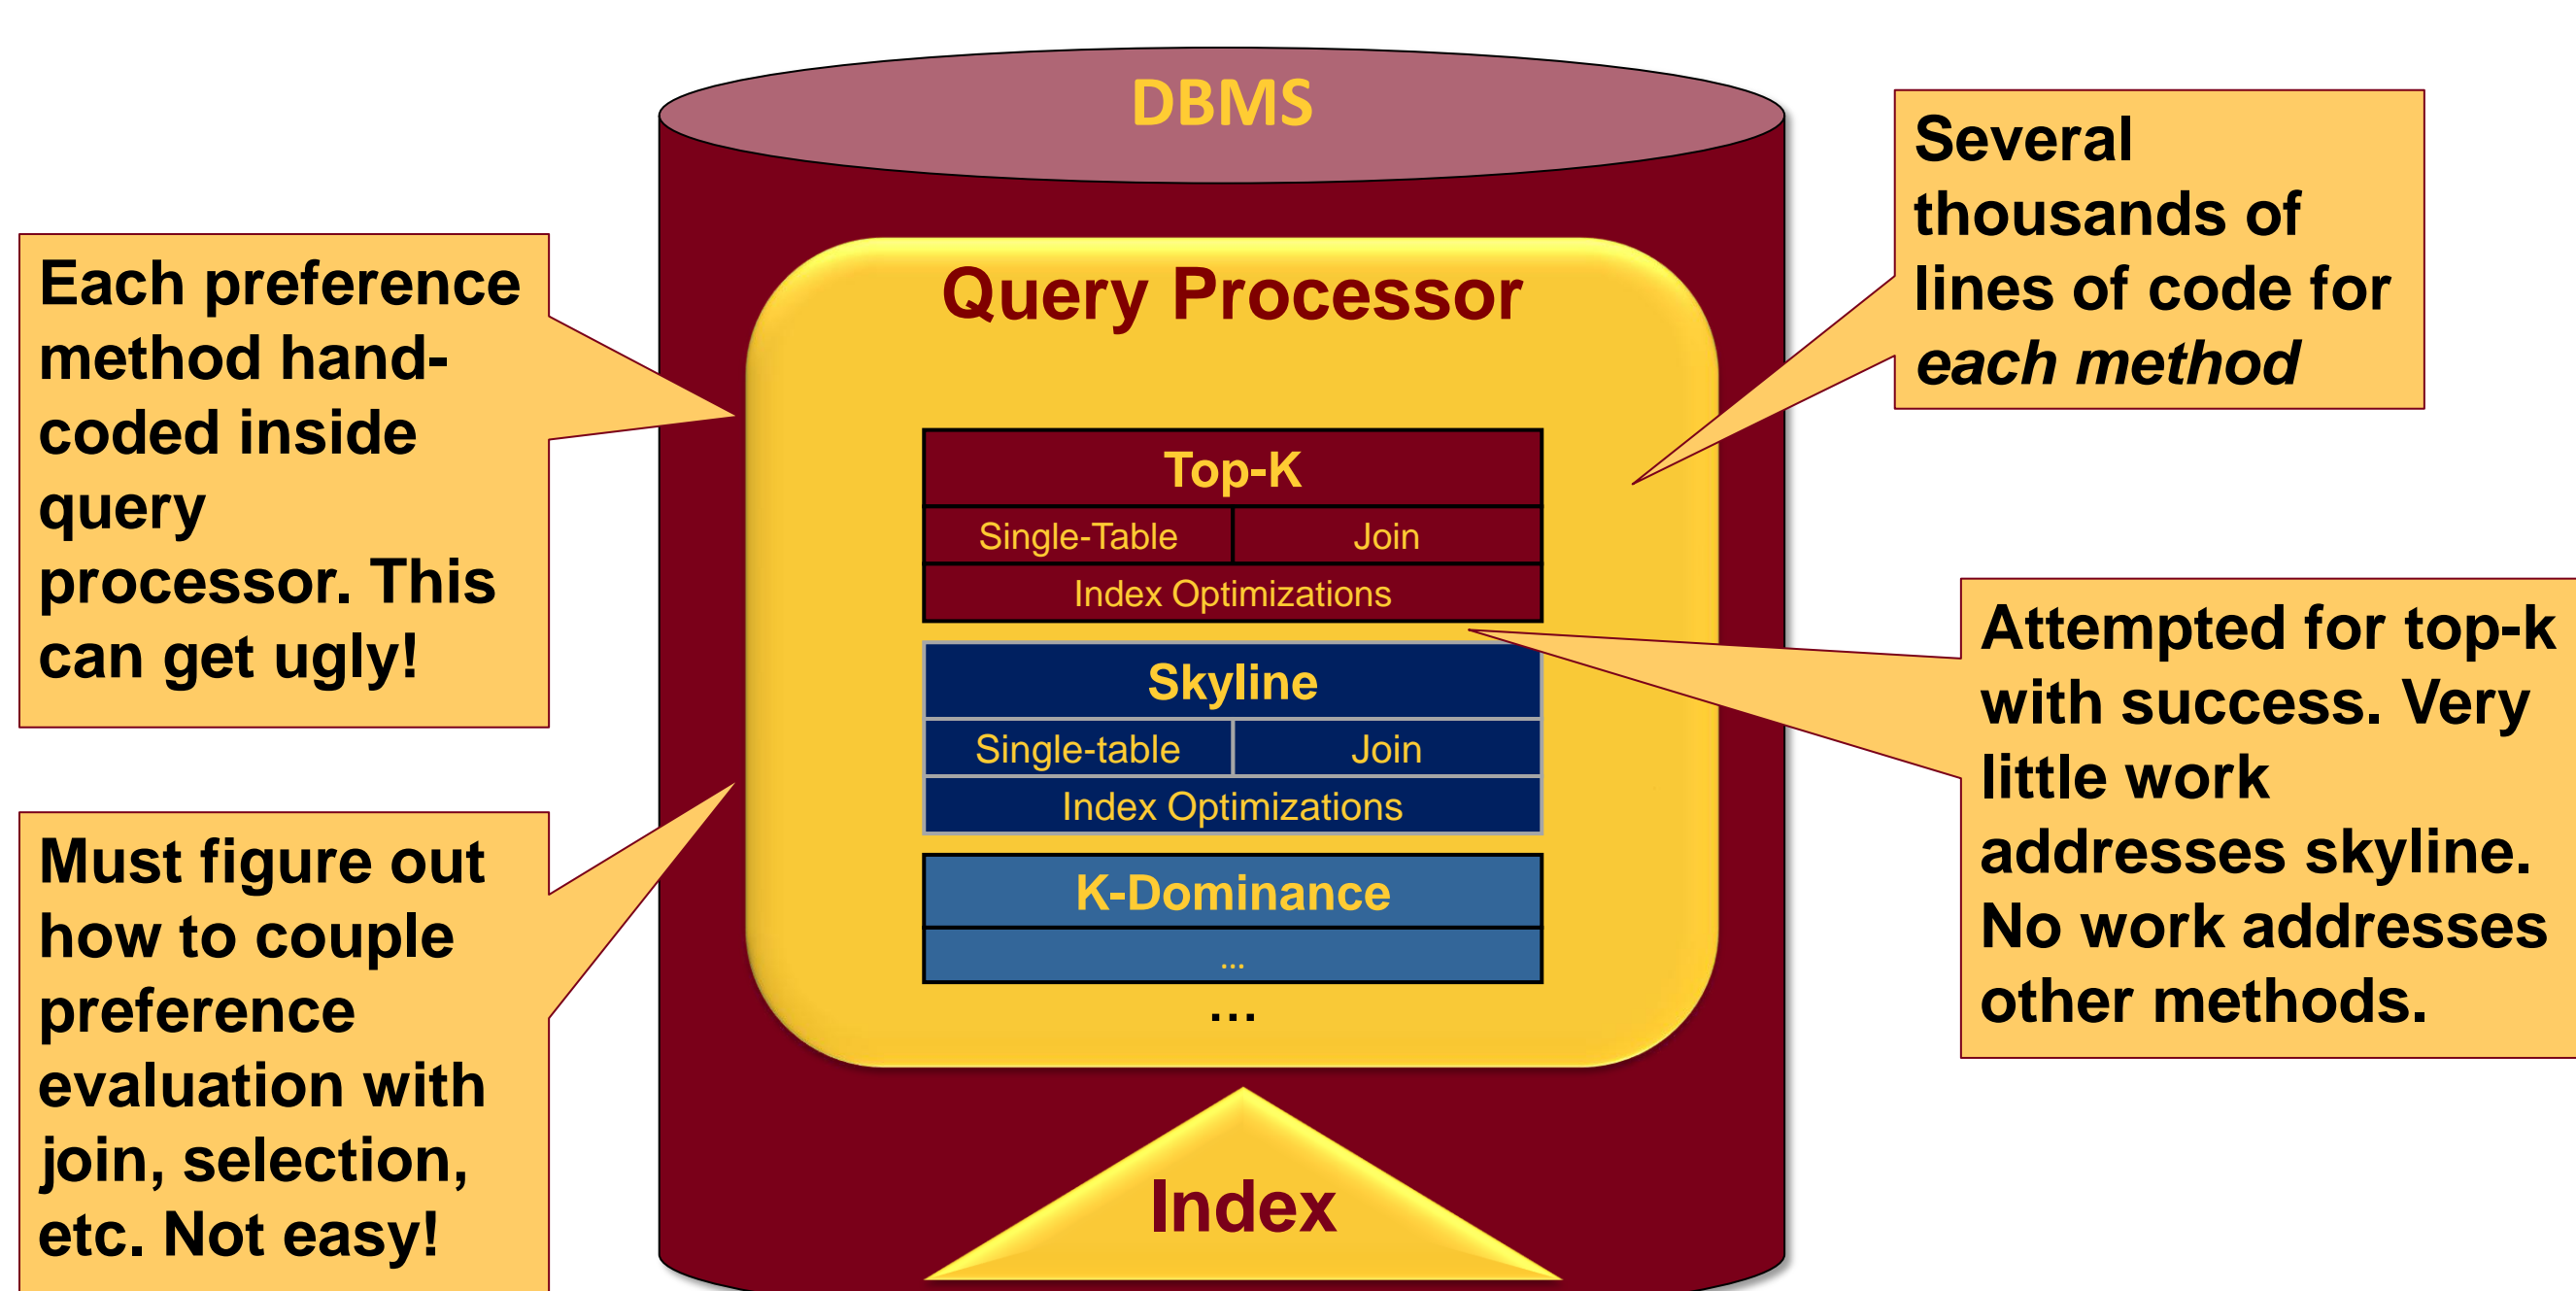 DBMS
Each preference
method hand-
coded inside
query
processor. This
can get ugly!
Must figure out
how to couple
preference
evaluation with
join, selection,
etc. Not easy!
Query Processor
Top-K
Single-Table
Join
Index Optimizations
Skyline
Single-table
Join
Index Optimizations
K-Dominance
...
...
Index
Several
thousands of
lines of code for
each method
Attempted for top-k
with success. Very
little work
addresses skyline.
No work addresses
other methods.